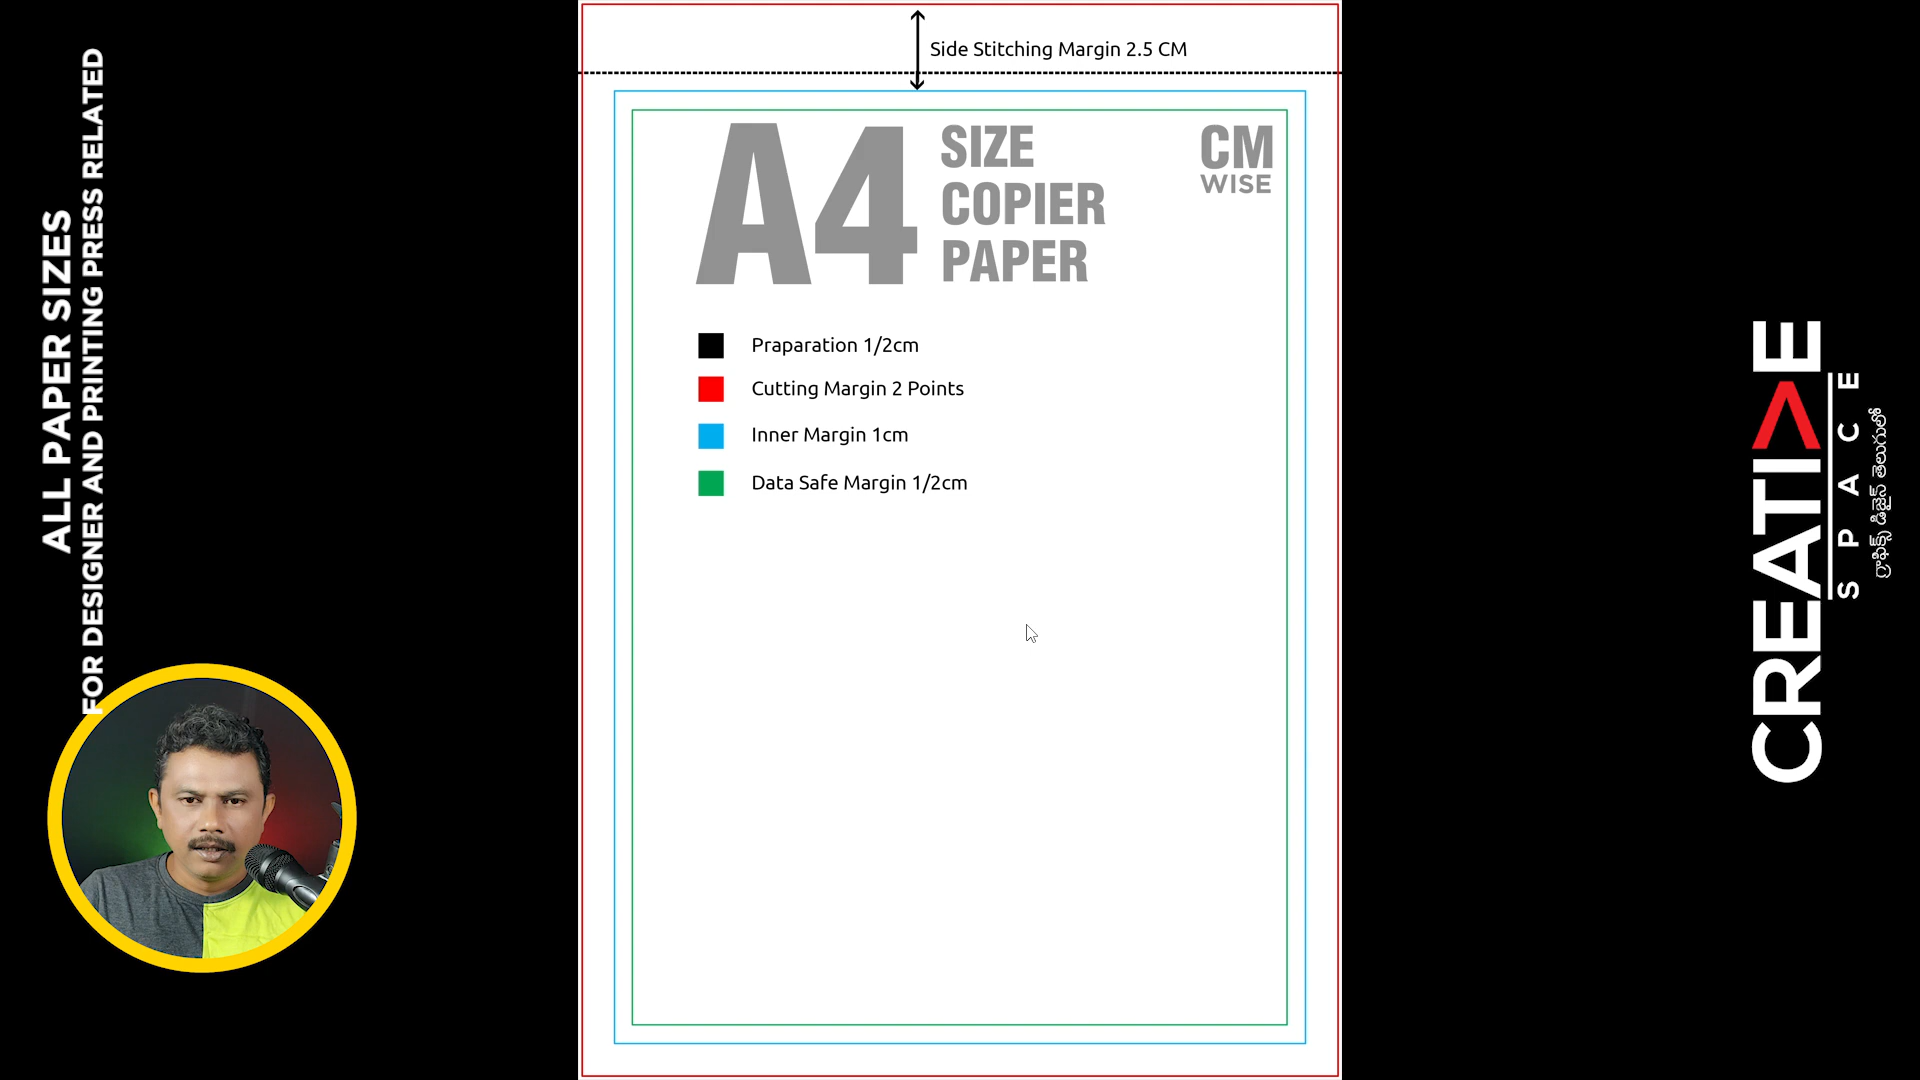 ALL PAPER SIZES
FOR DESIGNER AND PRINTING PRESS RELATED
Side Stitching Margin 2.5 CM
A4
SIZE
COPIER
PAPER
CM
WISE
Praparation 1/2cm
Cutting Margin 2 Points
Inner Margin 1cm
Data Safe Margin 1/2cm
CREATIVE
SPACE
గ్రాఫిక్స్ డిజైన్ తెలుగులో